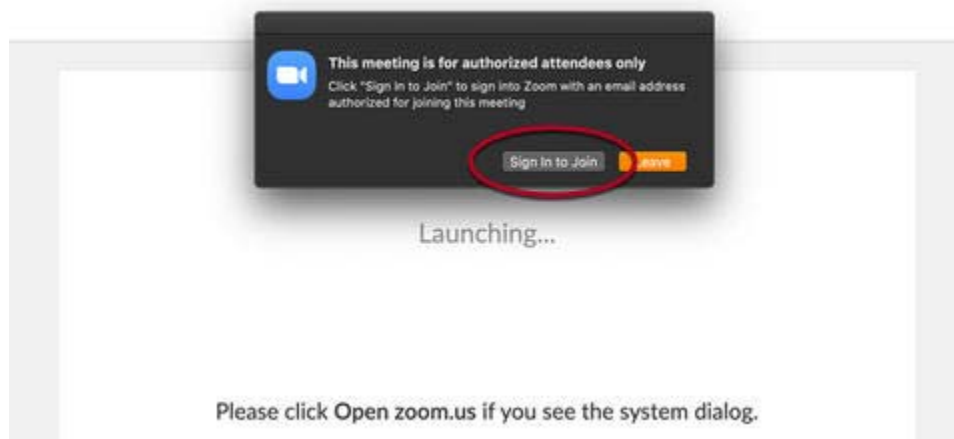 This meeting is for authorized attendees only
Click "Sign In to Join" to sign into Zoom with an email address
authorized for joining this meeting
Sign In to Join
Leave
Launching...
Please click Open zoom.us if you see the system dialog.